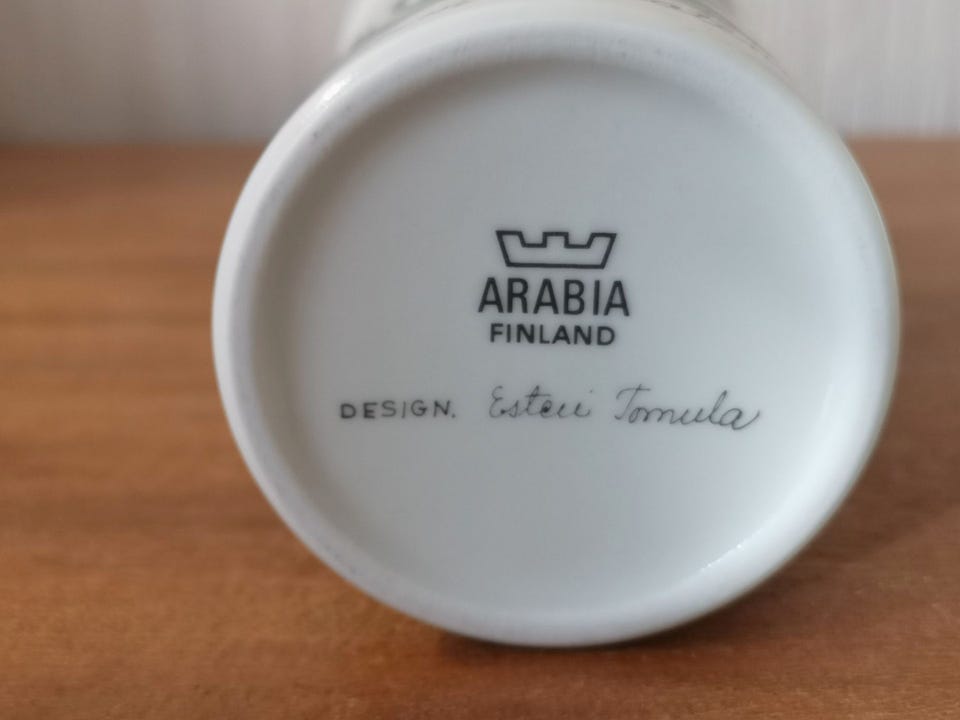 ARABIA
FINLAND
DESIGN. Esteri Tomula